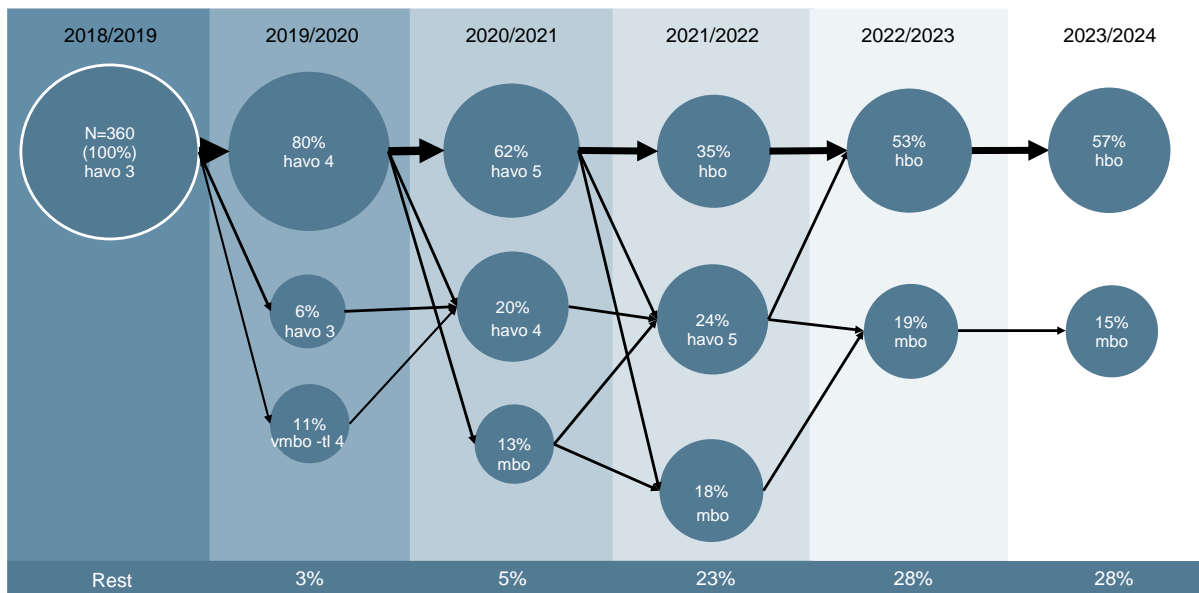 2018/2019
2019/2020
2020/2021
2021/2022
2022/2023
2023/2024
N=360
(100%)
havo 3
80%
havo 4
62%
havo 5
35%
hbo
53%
hbo
57%
hbo
6%
havo 3
20%
havo 4
24%
havo 5
19%
mbo
15%
mbo
11%
vmbo -tl 4
13%
mbo
18%
mbo
Rest
3%
5%
23%
28%
28%